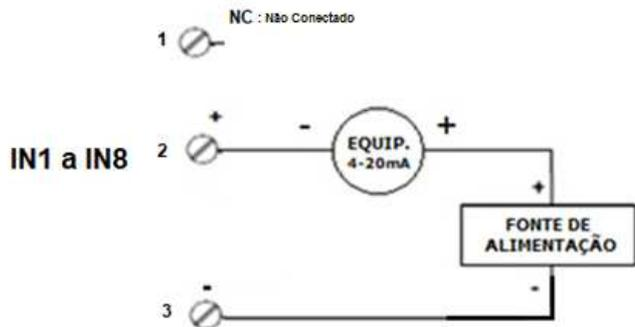 NC : Não Conectado
1
+ - +
IN1 a IN8 2 EQUIP.
4-20mA
+
FONTE DE
ALIMENTAÇÃO
- -
3